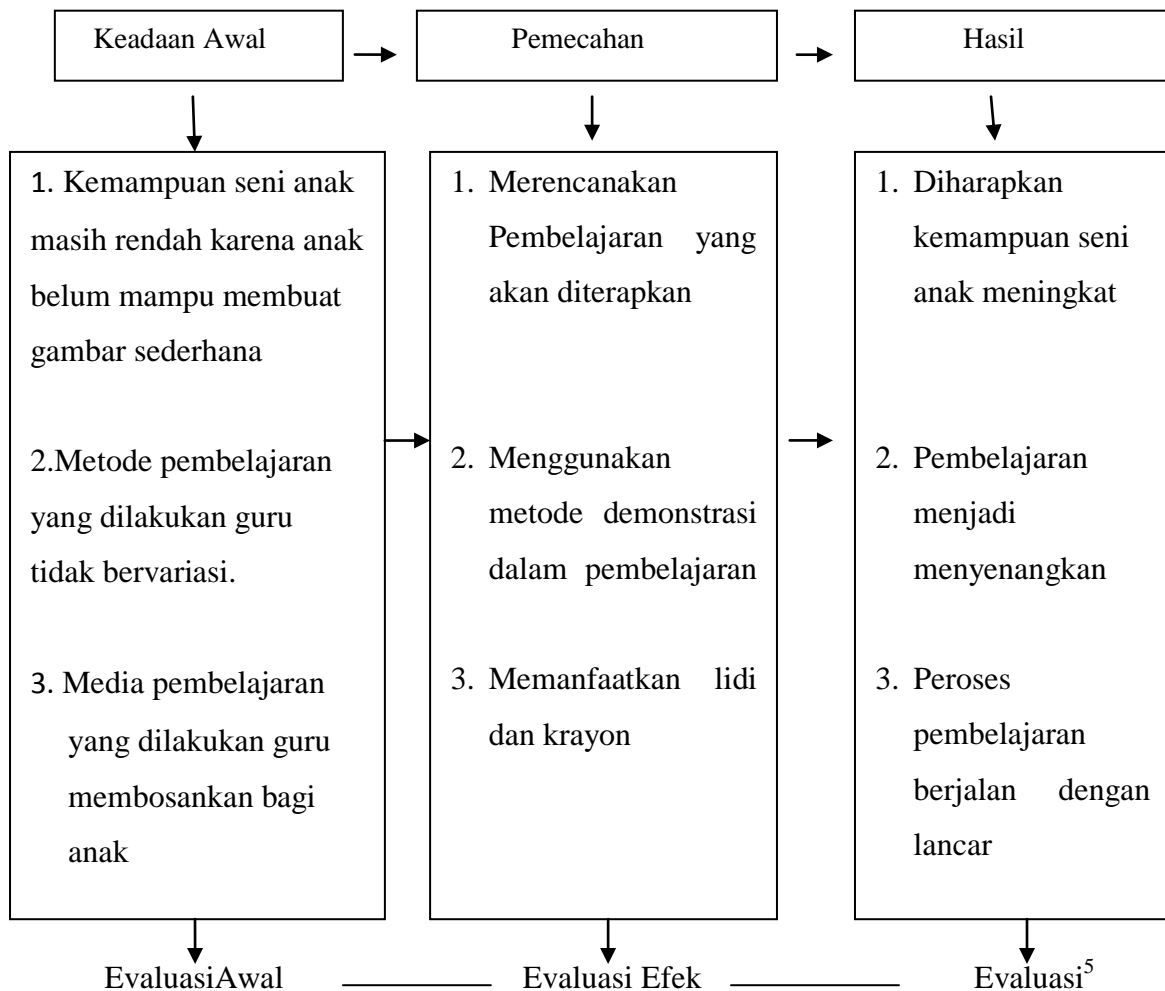 Keadaan Awal
Pemecahan
Hasil
1. Kemampuan seni anak
masih rendah karena anak
belum mampu membuat
gambar sederhana
2.Metode pembelajaran
yang dilakukan guru
tidak bervariasi.
3. Media pembelajaran
yang dilakukan guru
membosankan bagi
anak
1. Merencanakan
Pembelajaran yang
akan diterapkan
2. Menggunakan
metode demonstrasi
dalam pembelajaran
3. Memanfaatkan lidi
dan krayon
1. Diharapkan
kemampuan seni
anak meningkat
2. Pembelajaran
menjadi
menyenangkan
3. Peroses
pembelajaran
berjalan dengan
lancar
EvaluasiAwal
Evaluasi Efek
Evaluasi⁵